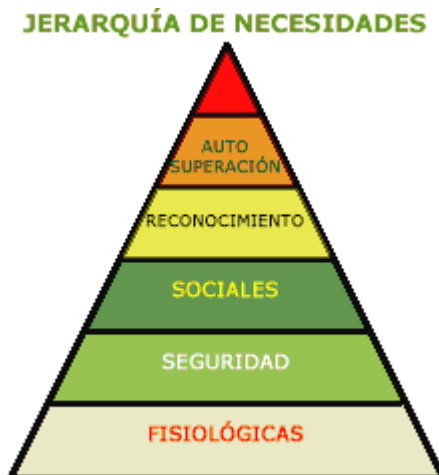 JERARQUÍA DE NECESIDADES
AUTO
SUPERACIÓN
RECONOCIMIENTO
SOCIALES
SEGURIDAD
FISIOLÓGICAS